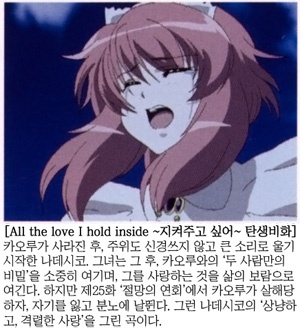 [All the love I hold inside ~지켜주고 싶어~ 탄생비화]
카오루가 사라진 후, 주위도 신경쓰지 않고 큰 소리로 울기
시작한 나데시코. 그녀는 그 후, 카오루와의 ‘두 사람만의
비밀’을 소중히 여기며, 그를 사랑하는 것을 삶의 보람으로
여긴다. 하지만 제25화 ‘절망의 연회’에서 카오루가 살해당
하자, 자기를 잃고 분노에 날뛴다. 그런 나데시코의 ‘상냥하
고, 격렬한 사랑’을 그린 곡이다.